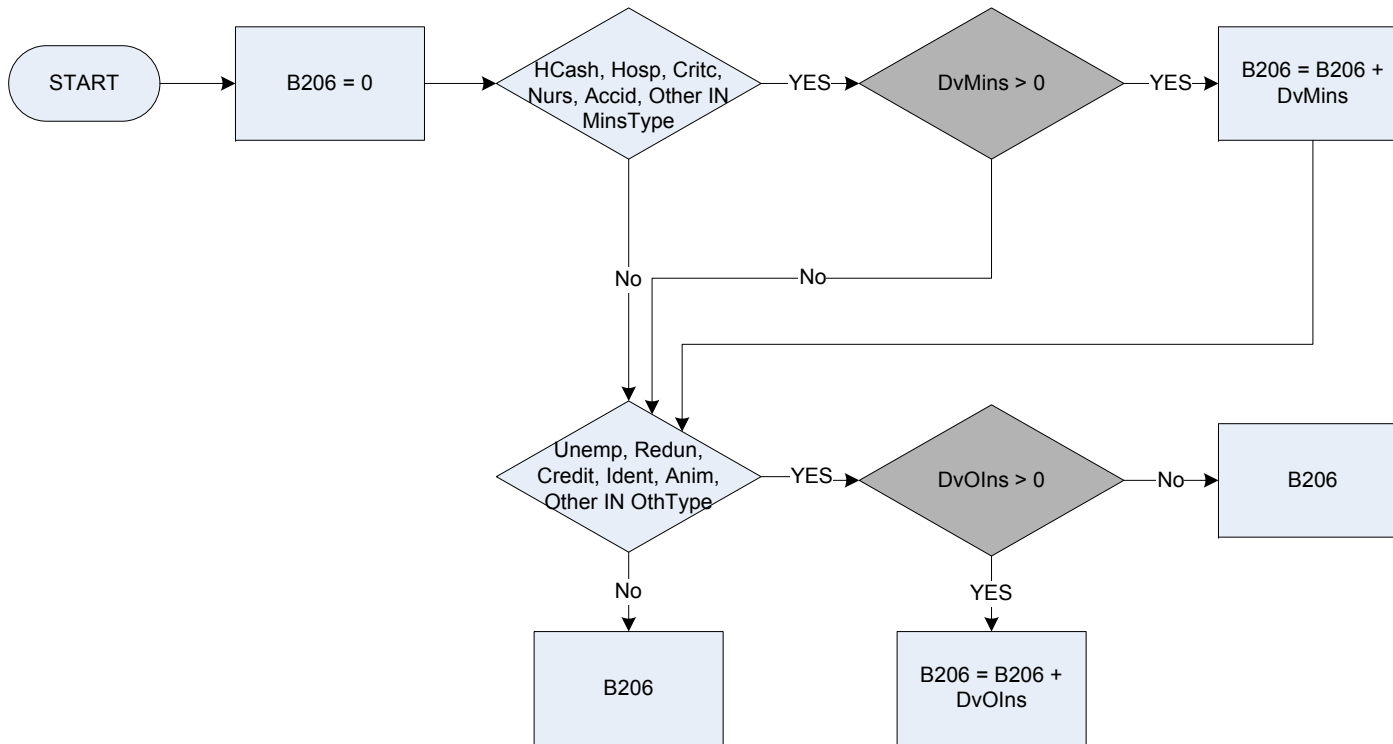 START
B206 = 0
HCash, Hosp, Critc,
Nurs, Accid, Other IN
MinsType
YES
DvMins > 0
YES
B206 = B206 +
DvMins
No
No
Unemp, Redun,
Credit, Ident, Anim,
Other IN OthType
YES
DvOIns > 0
No
B206
No
YES
B206
B206 = B206 +
DvOIns